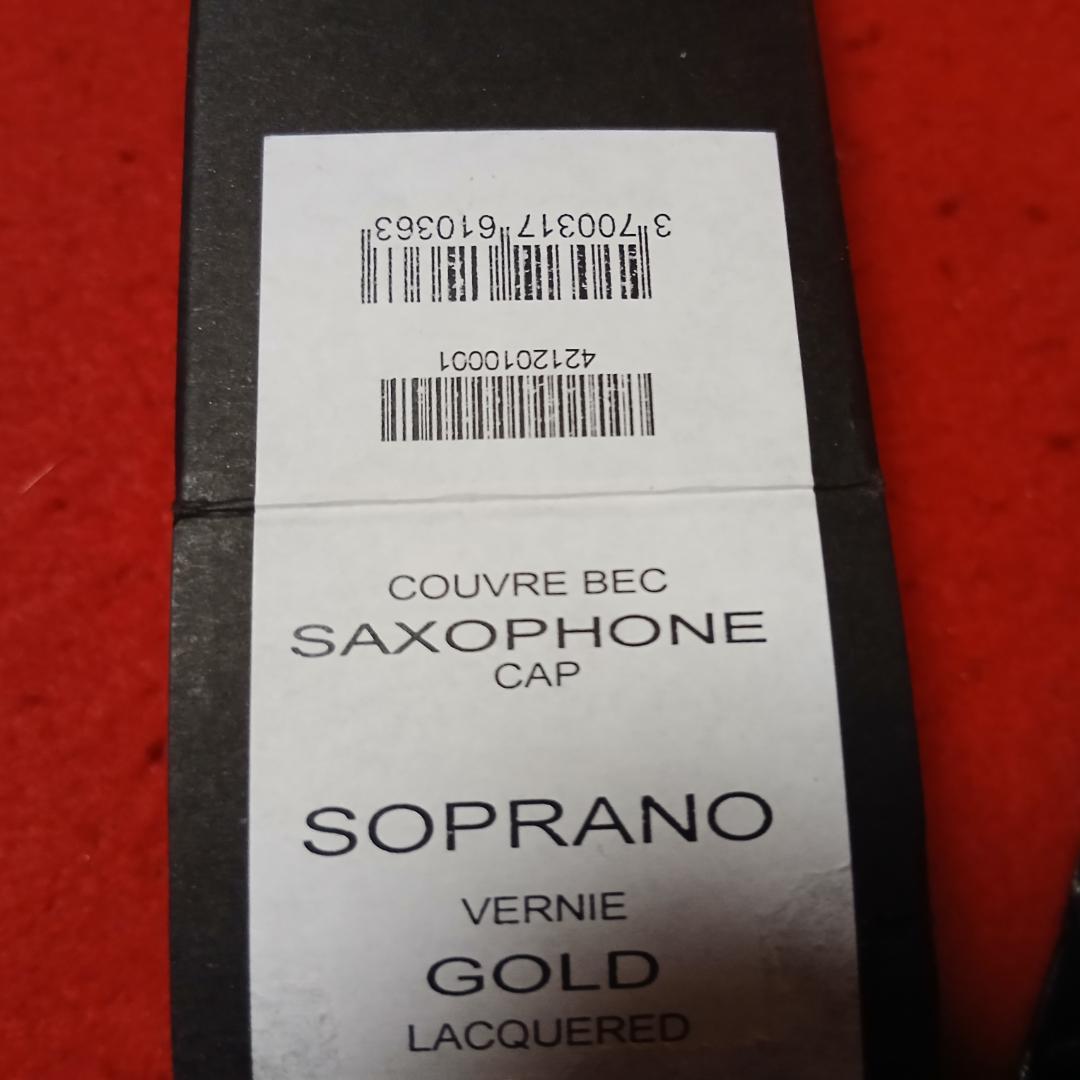 3 700317 610363
4212010001
COUVRE BEC
SAXOPHONE
CAP
SOPRANO
VERNIE
GOLD
LACQUERED